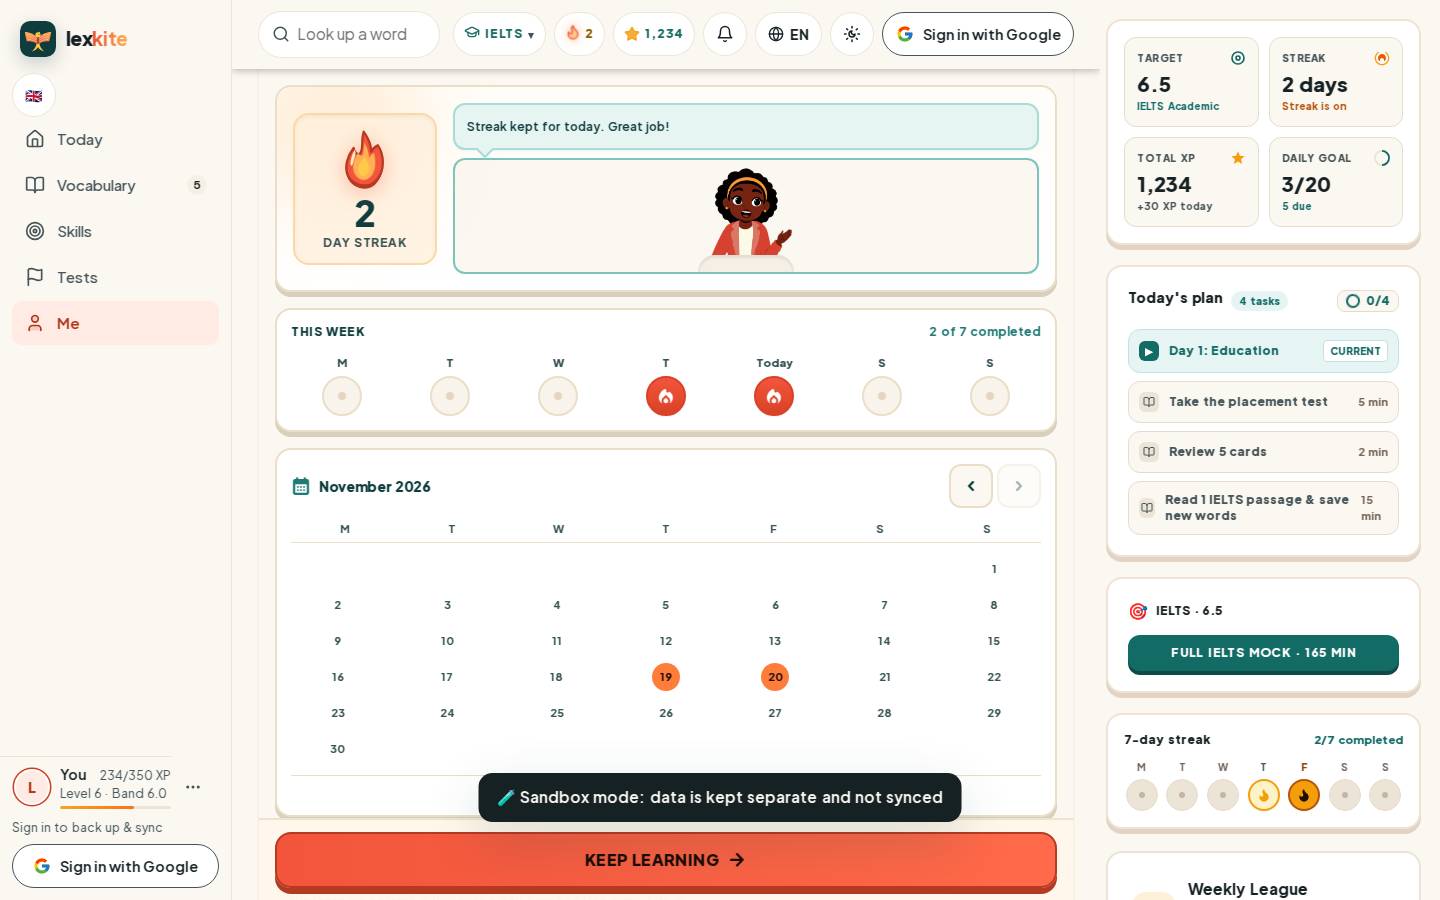 lexkite
Today
Vocabulary 5
Skills
Tests
Me
L
You 234/350 XP
Level 6 · Band 6.0
Sign in to back up & sync
Sign in with Google
Look up a word
IELTS ▾
2
1,234
EN
Sign in with Google
2
DAY STREAK
Streak kept for today. Great job!
THIS WEEK 2 of 7 completed
M T W T Today S S
November 2026
M T W T F S S
1
2 3 4 5 6 7 8
9 10 11 12 13 14 15
16 17 18 19 20 21 22
23 24 25 26 27 28 29
30
🧪 Sandbox mode: data is kept separate and not synced
KEEP LEARNING →
TARGET
6.5
IELTS Academic
STREAK
2 days
Streak is on
TOTAL XP
1,234
+30 XP today
DAILY GOAL
3/20
5 due
Today's plan 4 tasks 0/4
Day 1: Education CURRENT
Take the placement test 5 min
Review 5 cards 2 min
Read 1 IELTS passage & save new words 15 min
🎯 IELTS · 6.5
FULL IELTS MOCK · 165 MIN
7-day streak 2/7 completed
M T W T F S S
Weekly League